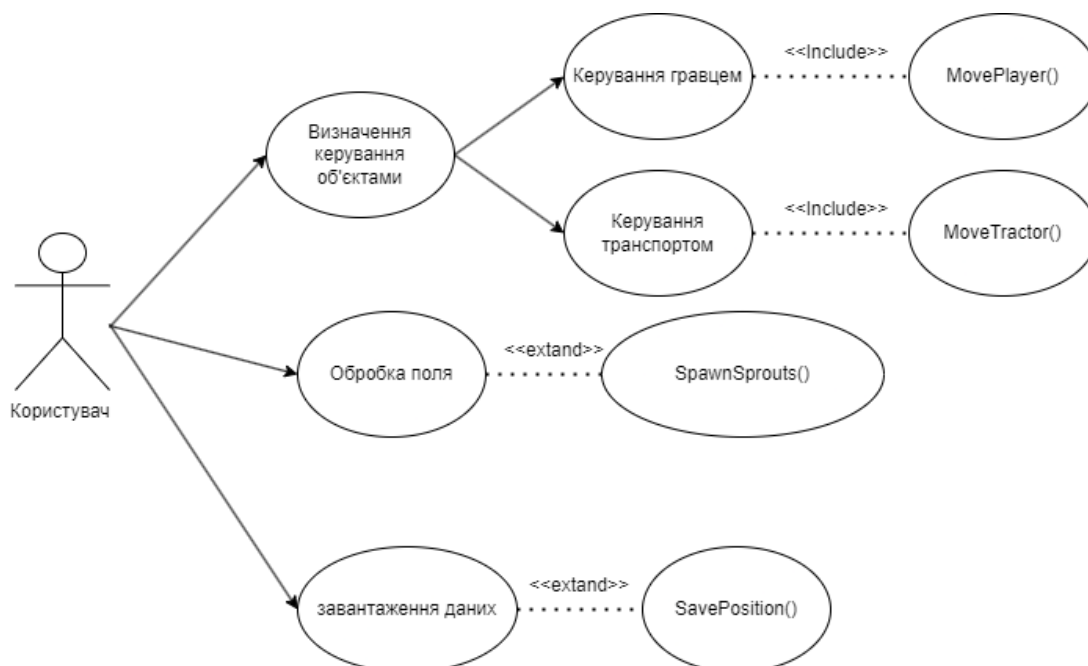 Керування гравцем
<<Include>>
MovePlayer()
Визначення
керування
об'єктами
Керування
транспортом
<<Include>>
MoveTractor()
Користувач
Обробка поля
<<extand>>
SpawnSprouts()
завантаження даних
<<extand>>
SavePosition()